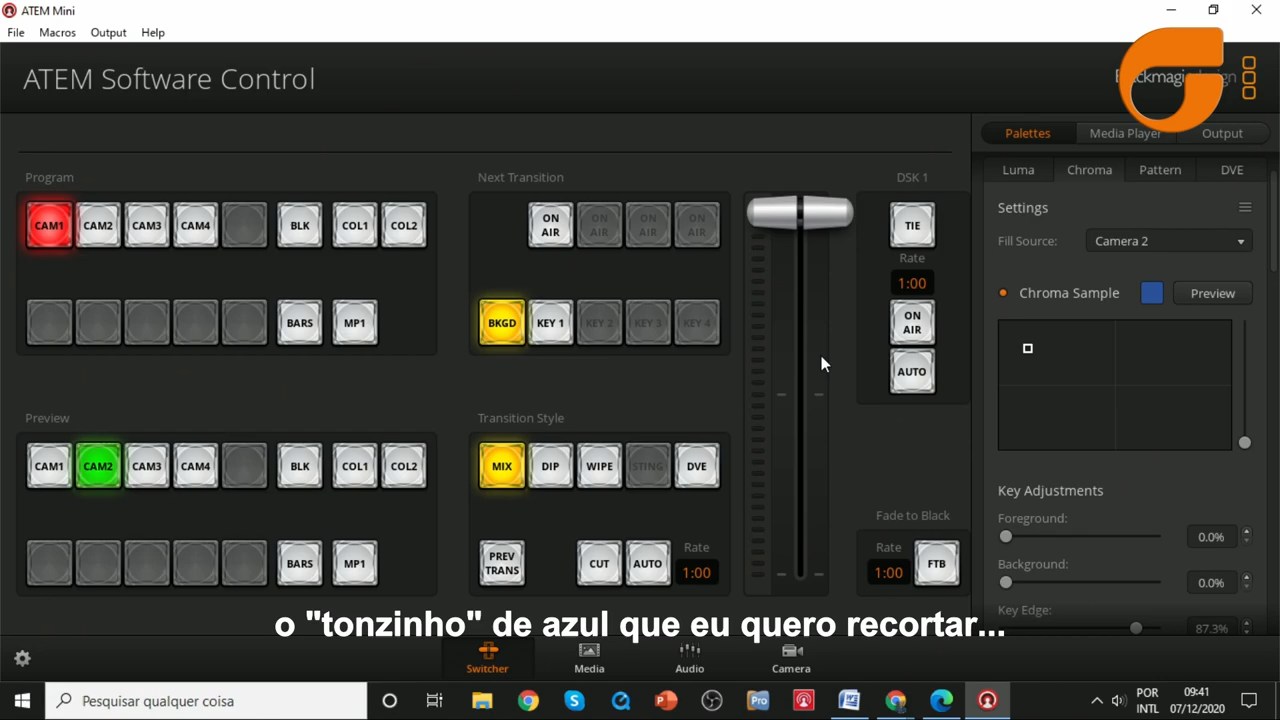 ATEM Mini
File Macros Output Help
ATEM Software Control
Palettes Media Player Output
Luma Chroma Pattern DVE
Program
Next Transition
DSK 1
Settings
CAM1 CAM2 CAM3 CAM4 BLK COL1 COL2
ON AIR ON AIR ON AIR ON AIR
TIE
Fill Source: Camera 2
Rate
1:00
Chroma Sample Preview
BARS MP1
BKGD KEY 1 KEY 2 KEY 3 KEY 4
ON AIR
AUTO
Preview
Transition Style
CAM1 CAM2 CAM3 CAM4 BLK COL1 COL2
MIX DIP WIPE STING DVE
Key Adjustments
Foreground:
0.0%
Background:
0.0%
Key Edge:
87.3%
Fade to Black
BARS MP1
PREV TRANS CUT AUTO
Rate
1:00
Rate
1:00
FTB
o "tonzinho" de azul que eu quero recortar...
Switcher Media Audio Camera
Pesquisar qualquer coisa
POR
INTL
09:41
07/12/2020